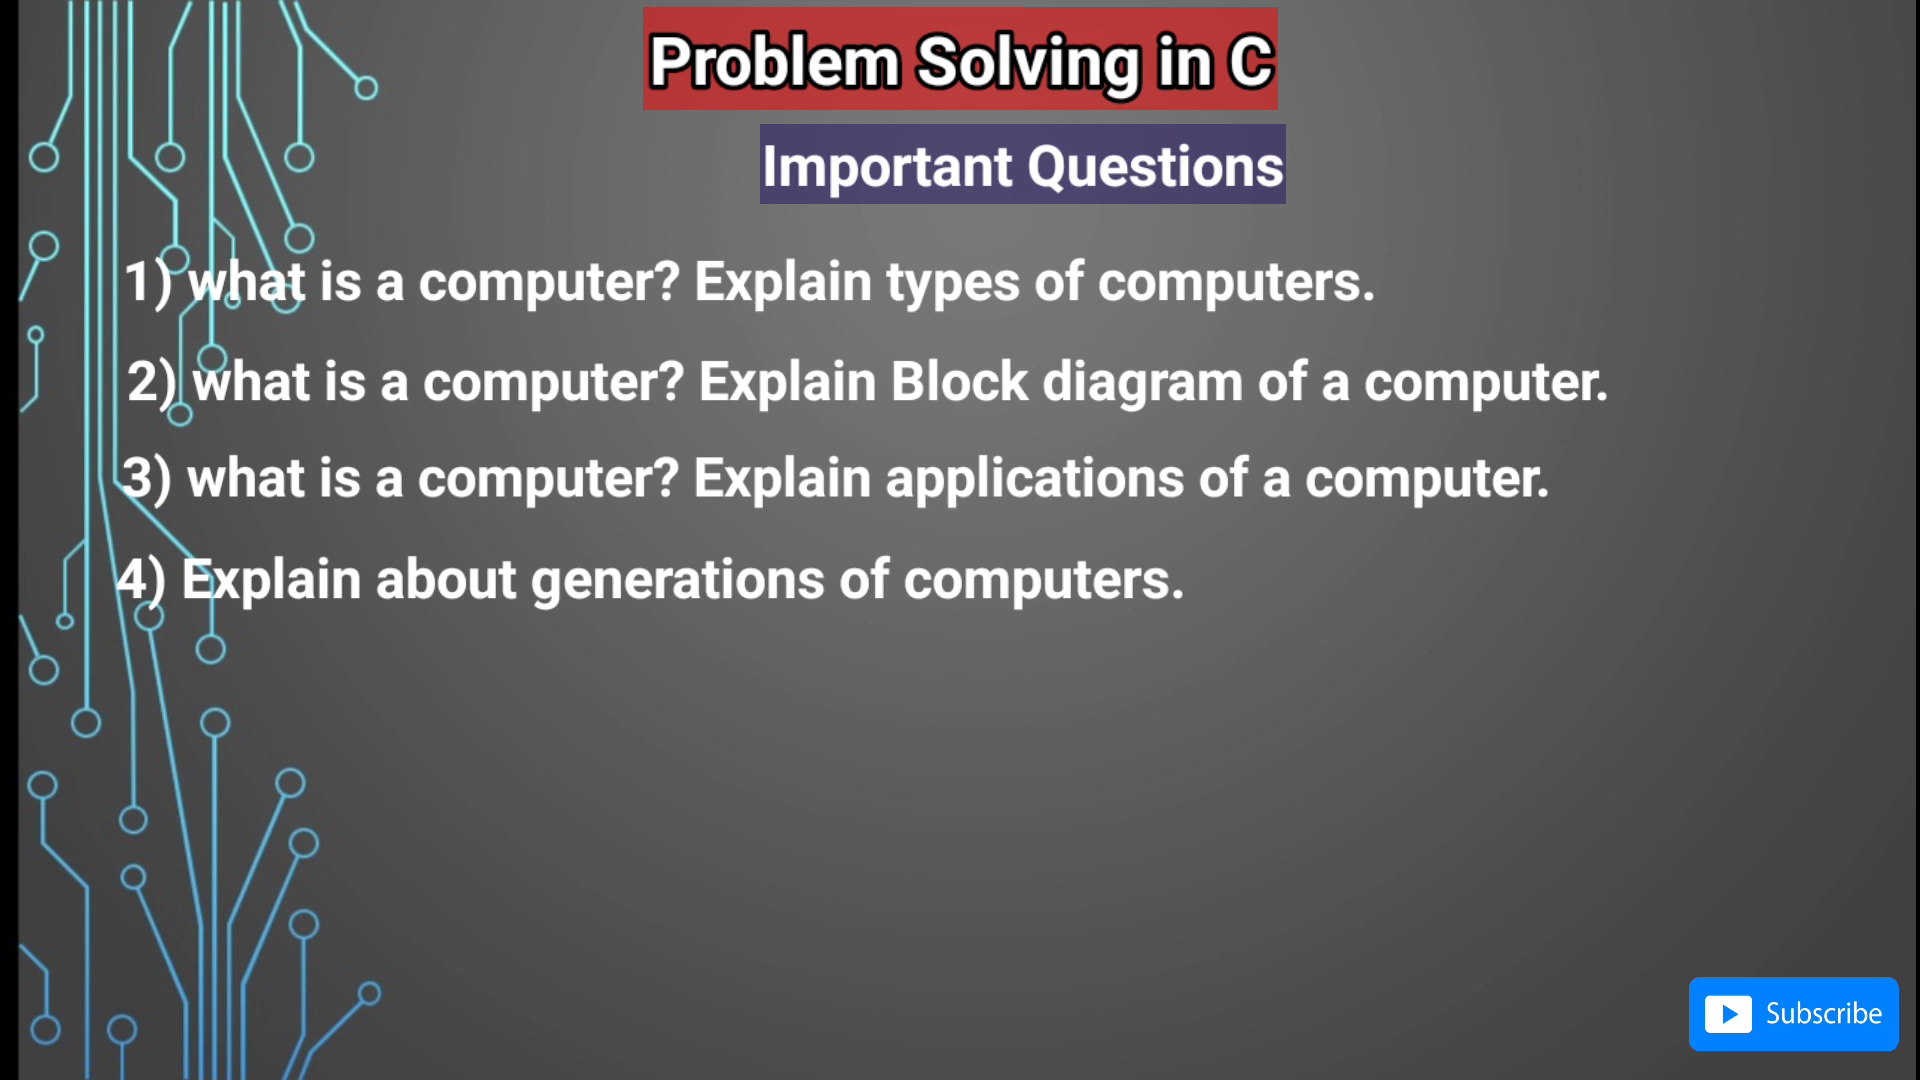 Problem Solving in C
Important Questions
1) what is a computer? Explain types of computers.
2) what is a computer? Explain Block diagram of a computer.
3) what is a computer? Explain applications of a computer.
4) Explain about generations of computers.
Subscribe